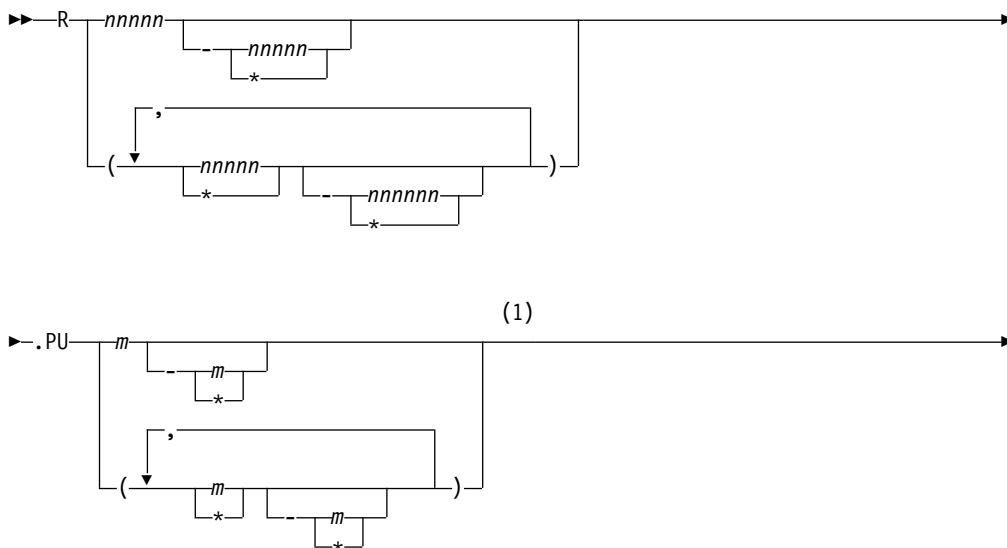 R nnnnn
- nnnnn
*
,
( nnnnn )
* - nnnnnn
*
(1)
.PU m
- m
*
,
( m )
* - m
*